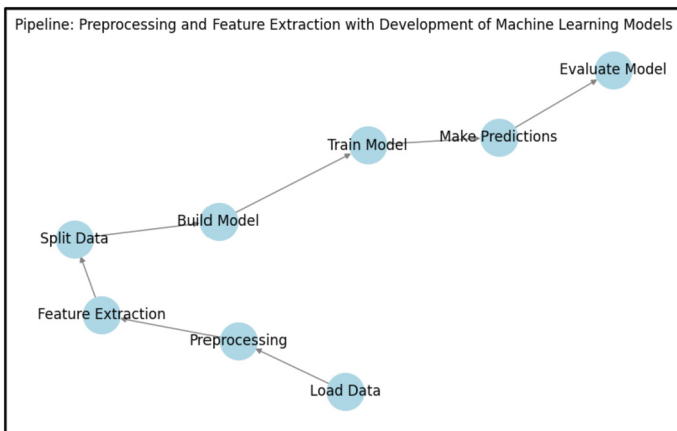 Pipeline: Preprocessing and Feature Extraction with Development of Machine Learning Models
Evaluate Model
Make Predictions
Train Model
Build Model
Split Data
Feature Extraction
Preprocessing
Load Data